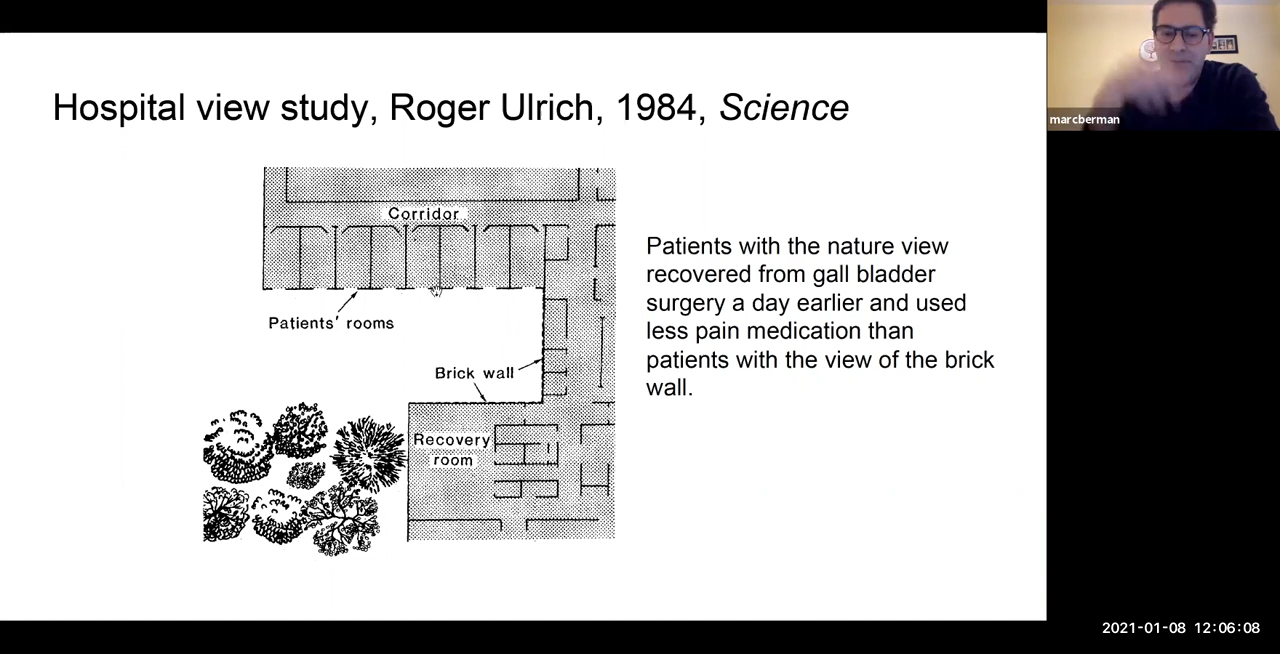 Hospital view study, Roger Ulrich, 1984, Science
marcberman
Corridor
Patients' rooms
Brick wall
Recovery
room
Patients with the nature view
recovered from gall bladder
surgery a day earlier and used
less pain medication than
patients with the view of the brick
wall.
2021-01-08 12:06:08